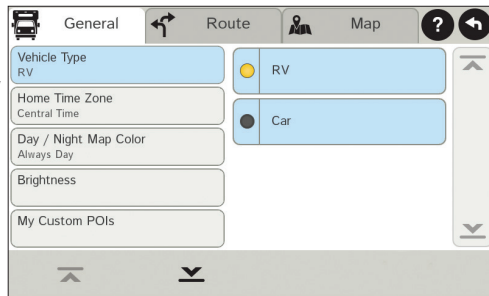 General
Route
Map
?
Vehicle Type
RV
Home Time Zone
Central Time
Day / Night Map Color
Always Day
Brightness
My Custom POIs
RV
Car